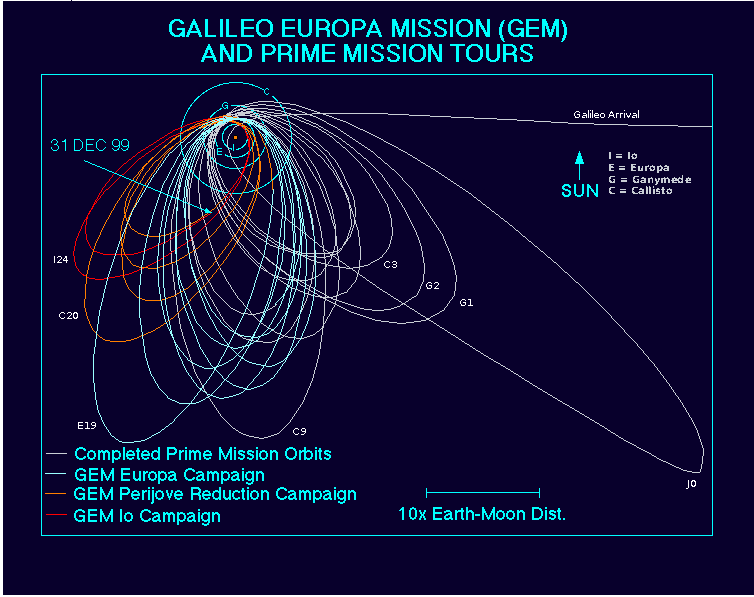 GALILEO EUROPA MISSION (GEM)
AND PRIME MISSION TOURS
C
G
Galileo Arrival
31 DEC 99
E
I
I = Io
E = Europa
G = Ganymede
C = Callisto
SUN
I24
C3
G2
G1
C20
E19
C9
J0
Completed Prime Mission Orbits
GEM Europa Campaign
GEM Perijove Reduction Campaign
GEM Io Campaign
10x Earth-Moon Dist.